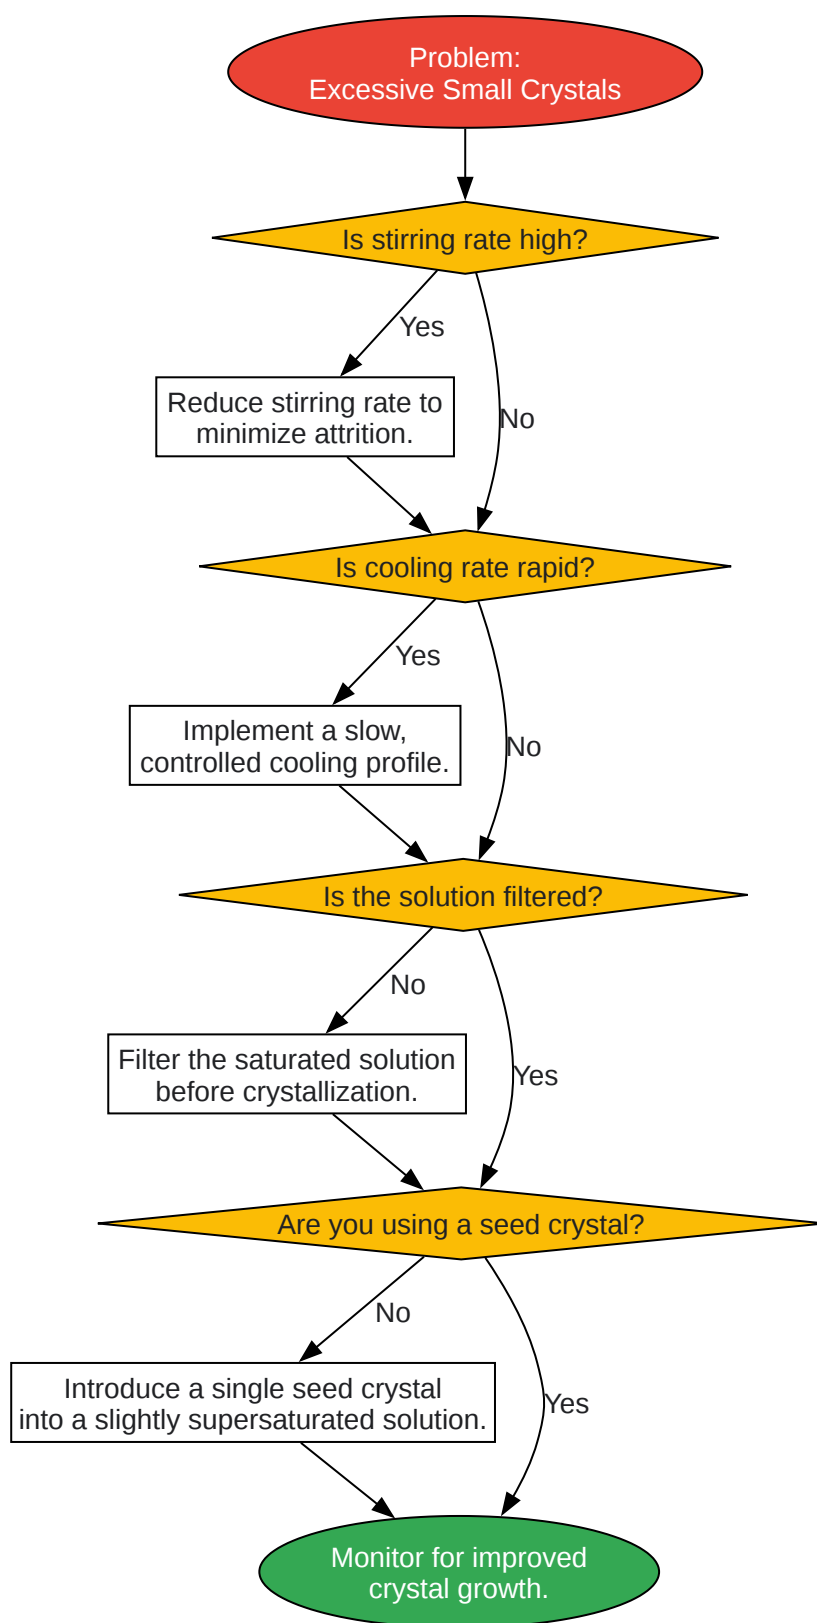 Problem:
Excessive Small Crystals
Is stirring rate high?
Yes
Reduce stirring rate to
minimize attrition.
No
Is cooling rate rapid?
Yes
Implement a slow,
controlled cooling profile.
No
Is the solution filtered?
No
Filter the saturated solution
before crystallization.
Yes
Are you using a seed crystal?
No
Introduce a single seed crystal
into a slightly supersaturated solution.
Yes
Monitor for improved
crystal growth.